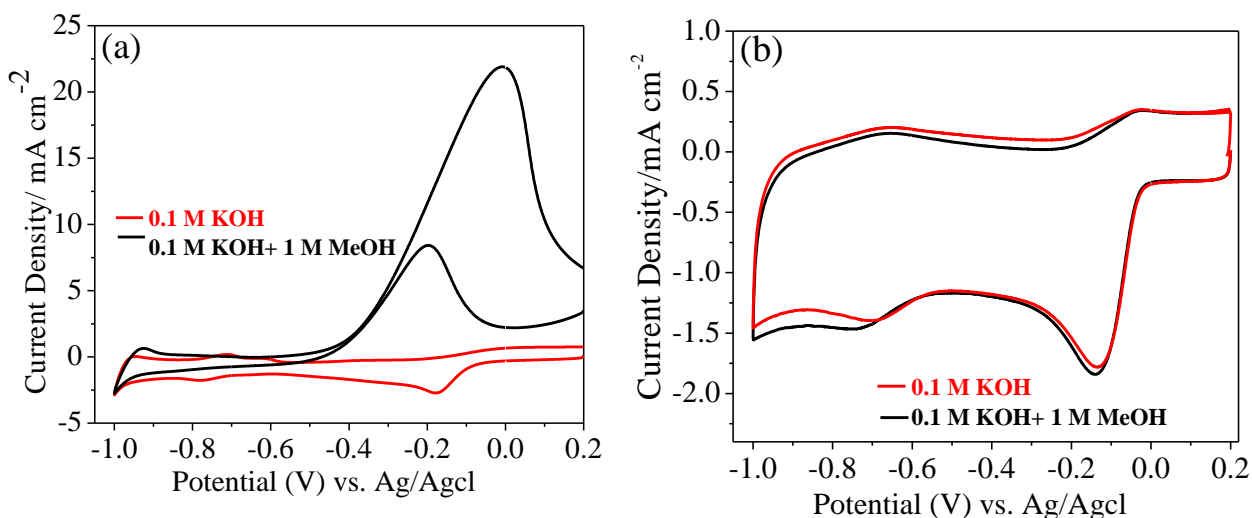 (a)
25
20
15
10
5
0
-5
Current Density/ mA cm-2
0.1 M KOH
0.1 M KOH+ 1 M MeOH
-1.0 -0.8 -0.6 -0.4 -0.2 0.0 0.2
Potential (V) vs. Ag/Agcl
(b)
1.0
0.5
0.0
-0.5
-1.0
-1.5
-2.0
Current Density/mA cm-2
0.1 M KOH
0.1 M KOH+ 1 M MeOH
-1.0 -0.8 -0.6 -0.4 -0.2 0.0 0.2
Potential (V) vs. Ag/Agcl